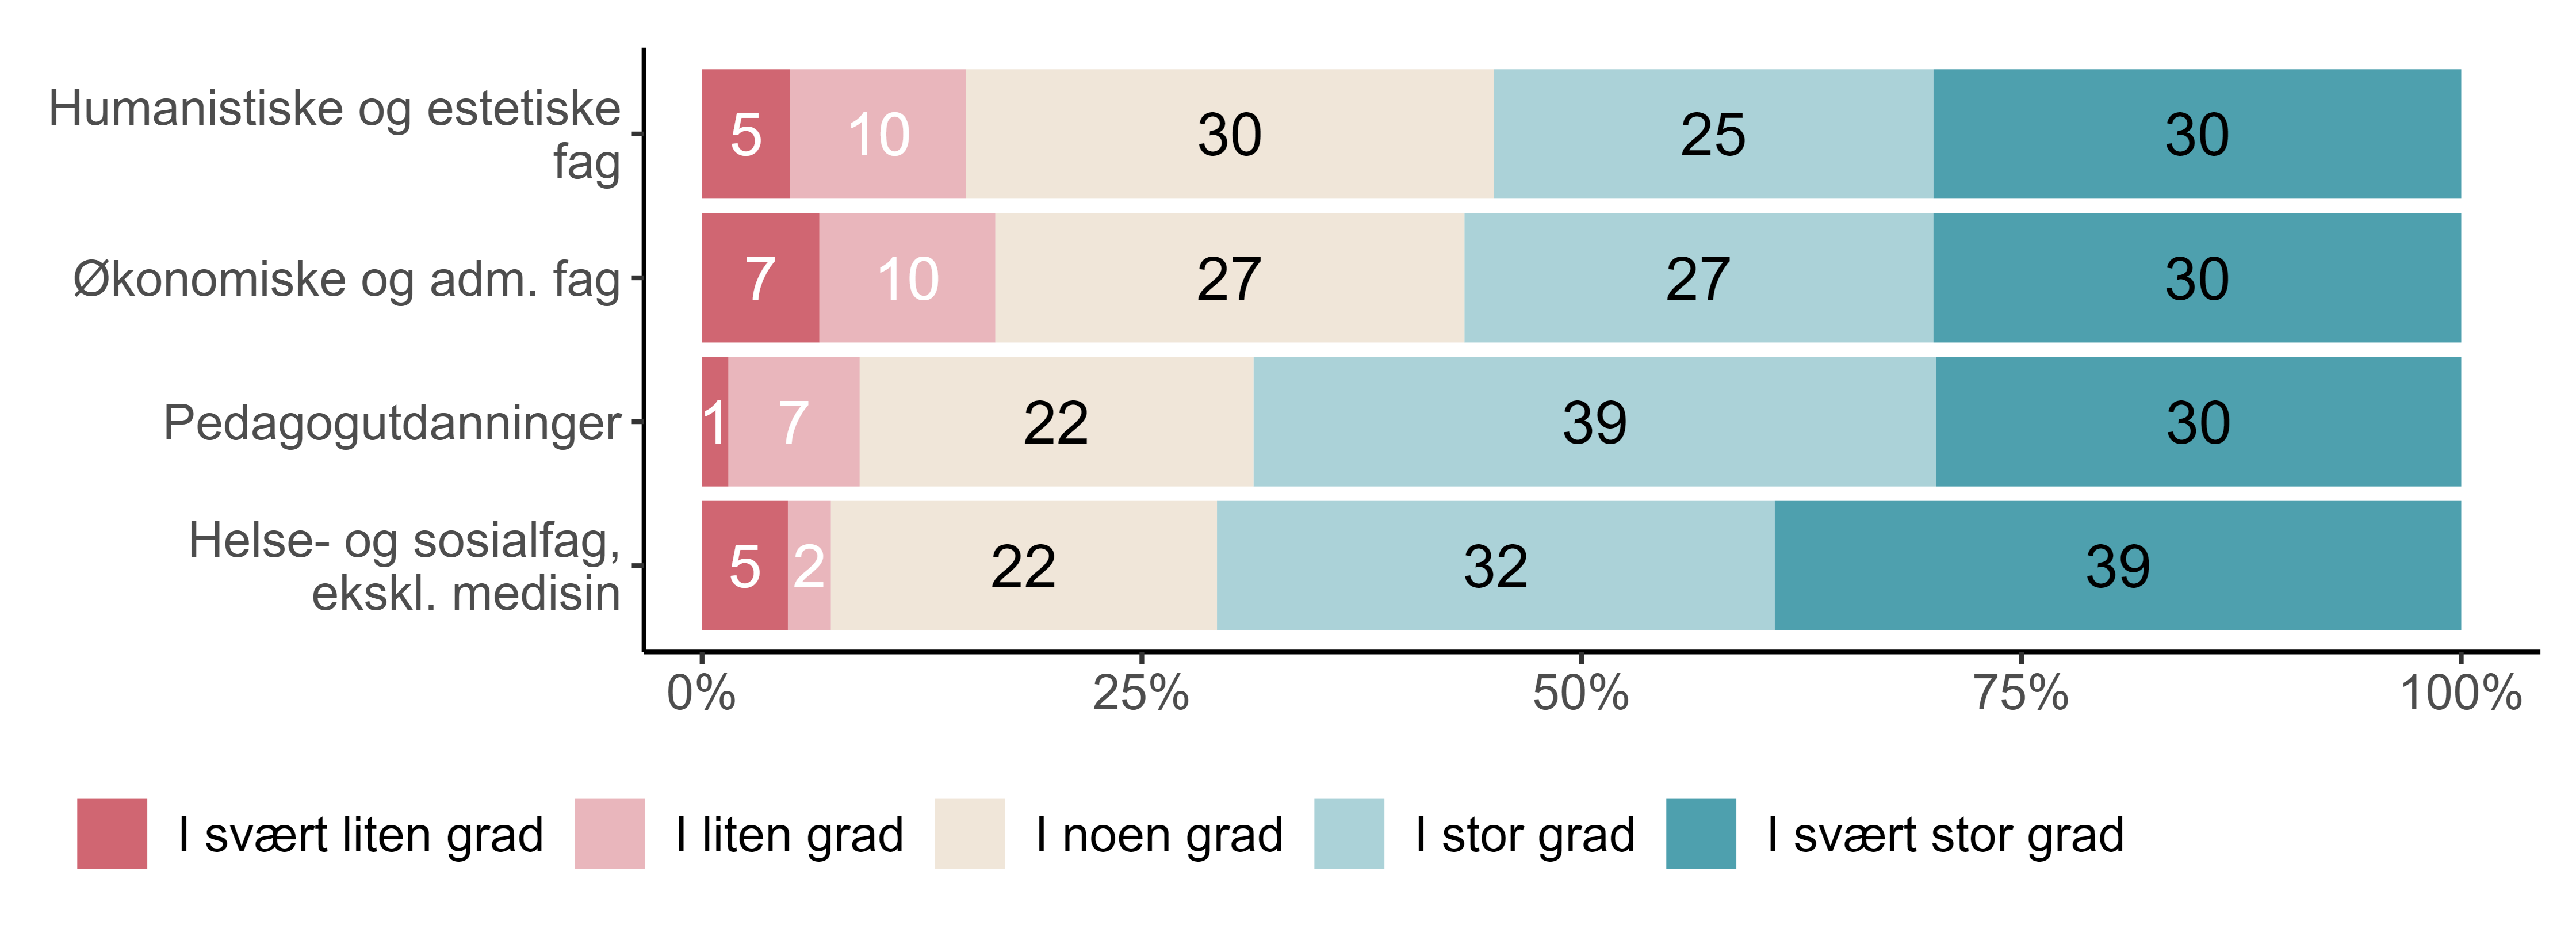 Humanistiske og estetiske
fag
5 10 30 25 30
Økonomiske og adm. fag
7 10 27 27 30
Pedagogutdanninger
1 7 22 39 30
Helse- og sosialfag,
ekskl. medisin
5 2 22 32 39
0% 25% 50% 75% 100%
I svært liten grad I liten grad I noen grad I stor grad I svært stor grad